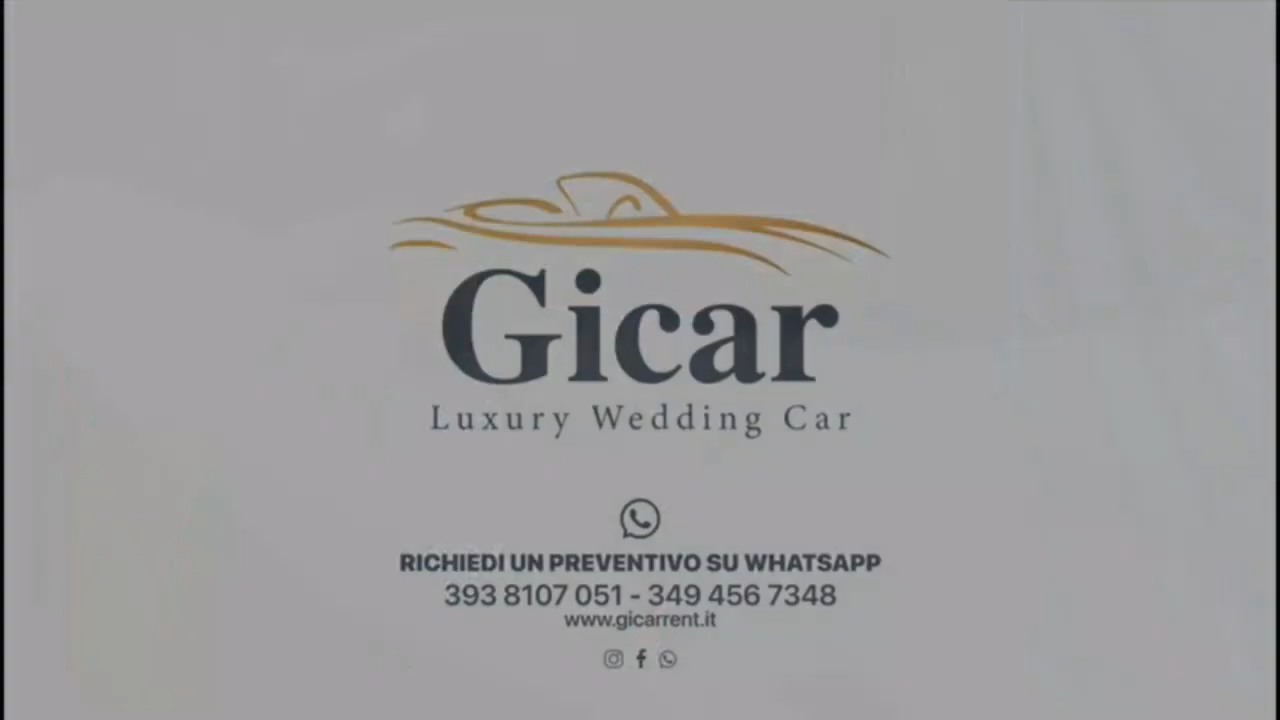 Gicar
Luxury Wedding Car
RICHIEDI UN PREVENTIVO SU WHATSAPP
393 8107 051 - 349 456 7348
www.gicarrent.it